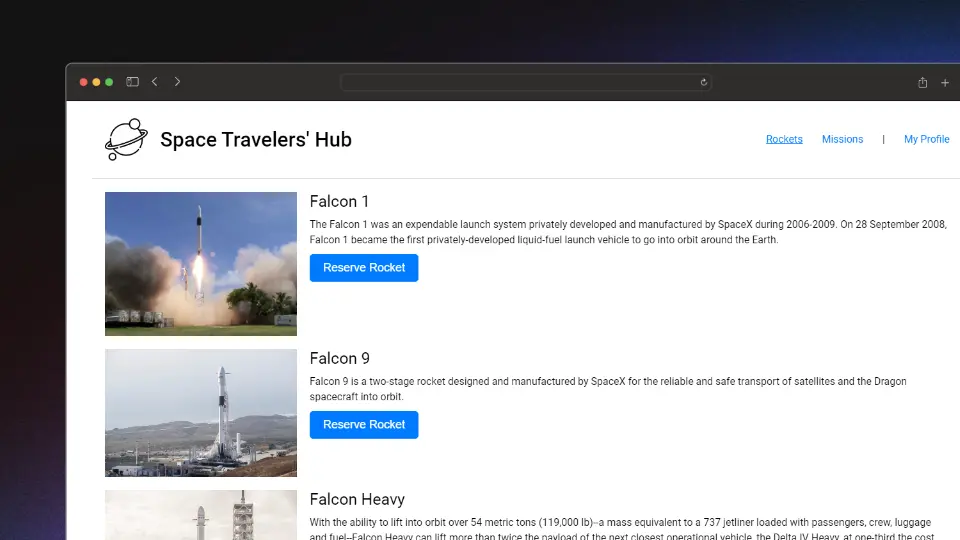 Space Travelers' Hub
Rockets
Missions
|
My Profile
Falcon 1
The Falcon 1 was an expendable launch system privately developed and manufactured by SpaceX during 2006-2009. On 28 September 2008,
Falcon 1 became the first privately-developed liquid-fuel launch vehicle to go into orbit around the Earth.
Reserve Rocket
Falcon 9
Falcon 9 is a two-stage rocket designed and manufactured by SpaceX for the reliable and safe transport of satellites and the Dragon
spacecraft into orbit.
Reserve Rocket
Falcon Heavy
With the ability to lift into orbit over 54 metric tons (119,000 lb)--a mass equivalent to a 737 jetliner loaded with passengers, crew, luggage
and fuel--Falcon Heavy can lift more than twice the payload of the next closest operational vehicle, the Delta IV Heavy, at one-third the cost